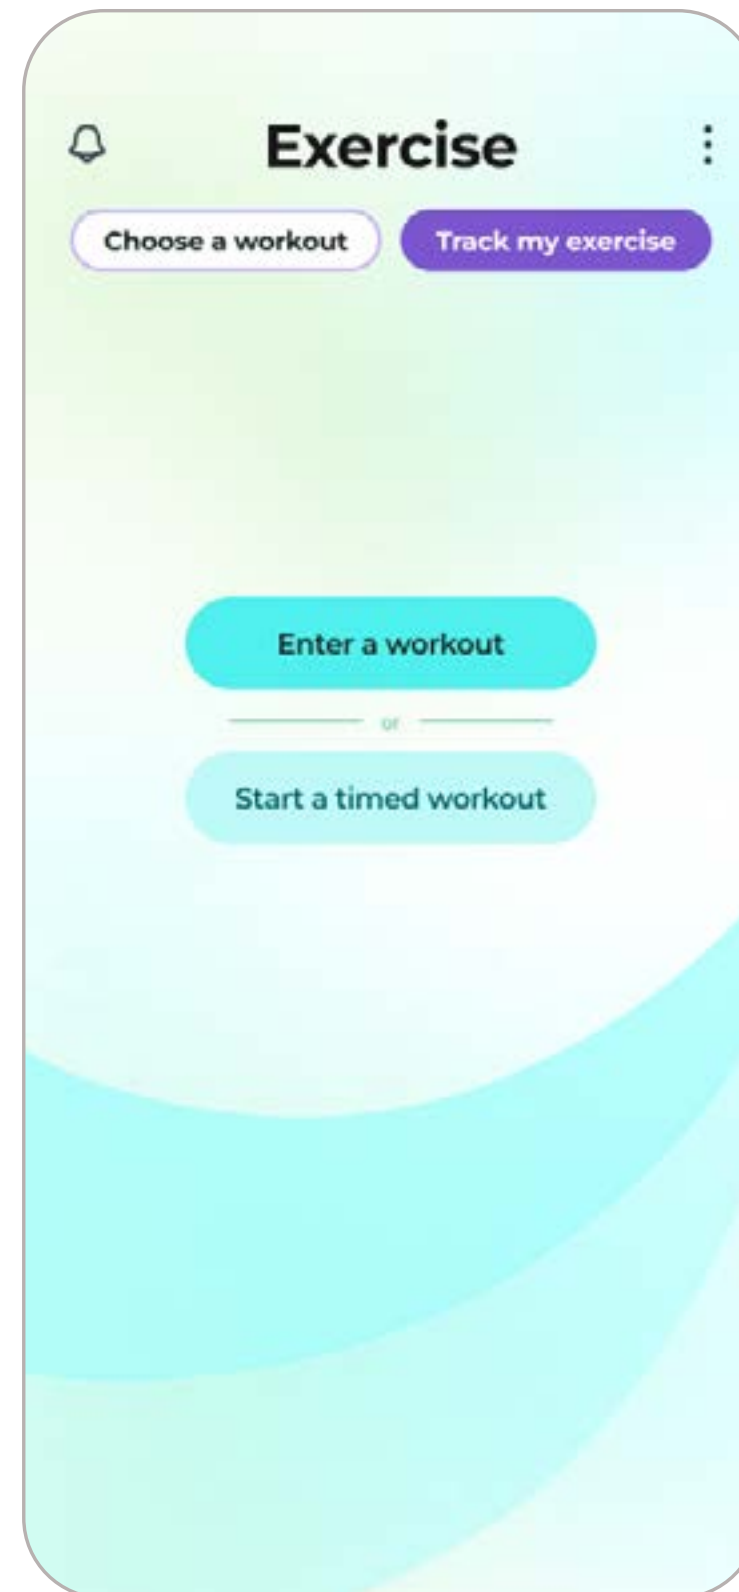 Exercise
Choose a workout
Track my exercise
Enter a workout
or
Start a timed workout